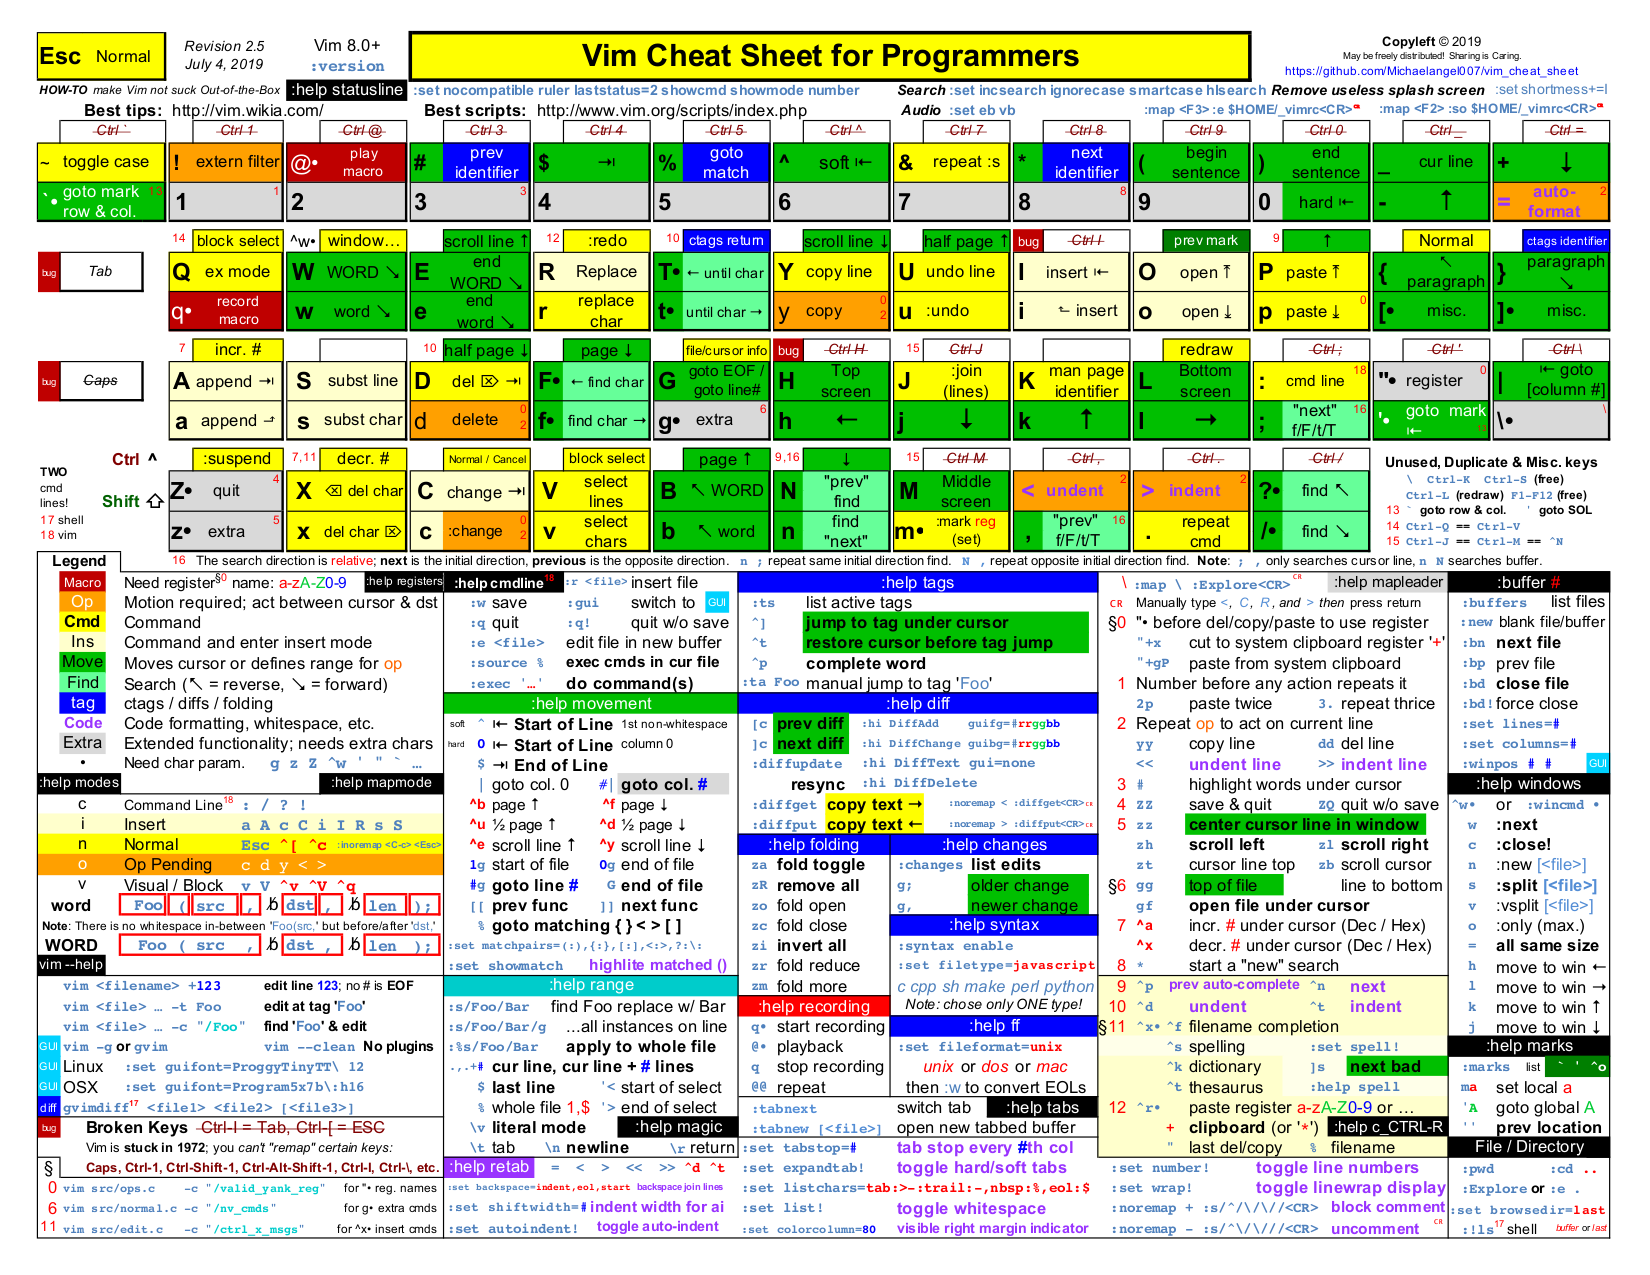 Esc Normal
Revision 2.5
July 4, 2019
Vim 8.0+
:version
Vim Cheat Sheet for Programmers
Copyleft © 2019
May be freely distributed! Sharing is Caring.
https://github.com/Michaelangel007/vim_cheat_sheet
HOW-TO make Vim not suck Out-of-the-Box :help statusline :set nocompatible ruler laststatus=2 showcmd showmode number
Search :set incsearch ignorecase smartcase hlsearch Remove useless splash screen :set shortmess+=I
Best tips: http://vim.wikia.com/ Best scripts: http://www.vim.org/scripts/index.php
Audio :set eb vb :map <F3> :e $HOME/_vimrc<CR> CR :map <F2> :so $HOME/_vimrc<CR> CR
Ctrl ` Ctrl 1 Ctrl @ Ctrl 3 Ctrl 4 Ctrl 5 Ctrl ^ Ctrl 7 Ctrl 8 Ctrl 9 Ctrl 0 Ctrl _ Ctrl =
~ toggle case ! extern filter @• play macro # prev identifier $ ⇥ % goto match ^ soft ⇤ & repeat :s * next identifier ( begin sentence ) end sentence _ cur line + ↓
`• goto mark row & col. 13 1 1 2 3 3 4 5 6 7 8 8 9 0 hard ⇤ - ↑ = auto-format 2
14 block select ^w• window… scroll line ↑ 12 :redo 10 ctags return scroll line ↓ half page ↑ bug Ctrl I prev mark 9 ↑ Normal ctags identifier
bug Tab Q ex mode W WORD ↘ E end WORD ↘ R Replace T• ← until char Y copy line U undo line I insert ⇤ O open ⤒ P paste ⤒ { ↖ paragraph } paragraph ↘
q• record macro w word ↘ e end word ↘ r replace char t• until char → y copy 0 2 u :undo i ⬑ insert o open ⤓ p paste ⤓ 0 [• misc. ]• misc.
7 incr. # 10 half page ↓ page ↓ file/cursor info bug Ctrl H 15 Ctrl J redraw Ctrl ; Ctrl ' Ctrl \
bug Caps A append ⇥ S subst line D del ⌦ ⇥ F• ← find char G goto EOF / goto line# H Top screen J :join (lines) K man page identifier L Bottom screen : cmd line 18 "• register 0 | ⇤ goto [column #]
a append ⬏ s subst char d delete 0 2 f• find char → g• extra 6 h ← j ↓ k ↑ l → ; "next" f/F/t/T 16 '• goto mark ⇤ 13 \• \
Ctrl ^ :suspend 7,11 decr. # Normal / Cancel block select page ↑ 9,16 ↓ 15 Ctrl M Ctrl , Ctrl . Ctrl /
Shift ⇧ Z• quit 4 X ⌫ del char C change ⇥ V select lines B ↖ WORD N "prev" find M Middle screen < undent 2 > indent 2 ?• find ↖
z• extra 5 x del char ⌦ c :change 0 2 v select chars b ↖ word n find "next" m• :mark reg (set) , "prev" f/F/t/T 16 . repeat cmd /• find ↘
TWO
cmd
lines!
17 shell
18 vim
Unused, Duplicate & Misc. keys
\ Ctrl-K Ctrl-S (free)
Ctrl-L (redraw) F1-F12 (free)
13 ` goto row & col. ' goto SOL
14 Ctrl-Q == Ctrl-V
15 Ctrl-J == Ctrl-M == ^N
16 The search direction is relative; next is the initial direction, previous is the opposite direction. n ; repeat same initial direction find. N , repeat opposite initial direction find. Note: ; , only searches cursor line, n N searches buffer.
Legend
Macro Need register§0 name: a-zA-Z0-9 :help registers
Op Motion required; act between cursor & dst
Cmd Command
Ins Command and enter insert mode
Move Moves cursor or defines range for op
Find Search (↖ = reverse, ↘ = forward)
tag ctags / diffs / folding
Code Code formatting, whitespace, etc.
Extra Extended functionality; needs extra chars
• Need char param. g z Z ^w ' " ` …
:help modes :help mapmode
c Command Line18 : / ? !
i Insert a A c C i I R s S
n Normal Esc ^[ ^c :inoremap <C-c> <Esc>
o Op Pending c d y < >
v Visual / Block v V ^v ^V ^q
word Foo ( src , ␢ dst , ␢ len );
Note: There is no whitespace in-between 'Foo(src,' but before/after 'dst,'
WORD Foo ( src , ␢ dst , ␢ len );
vim --help
vim <filename> +123 edit line 123; no # is EOF
vim <file> … -t Foo edit at tag 'Foo'
vim <file> … -c "/Foo" find 'Foo' & edit
GUI vim -g or gvim vim --clean No plugins
GUI Linux :set guifont=ProggyTinyTT\ 12
GUI OSX :set guifont=Program5x7b\:h16
diff gvimdiff17 <file1> <file2> [<file3>]
bug Broken Keys Ctrl-I = Tab, Ctrl-[ = ESC
Vim is stuck in 1972; you can't "remap" certain keys:
§ Caps, Ctrl-1, Ctrl-Shift-1, Ctrl-Alt-Shift-1, Ctrl-I, Ctrl-\, etc.
0 vim src/ops.c -c "/valid_yank_reg" for "• reg. names
6 vim src/normal.c -c "/nv_cmds" for g• extra cmds
11 vim src/edit.c -c "/ctrl_x_msgs" for ^x• insert cmds
:help cmdline18 :r <file> insert file
:w save :gui switch to GUI
:q quit :q! quit w/o save
:e <file> edit file in new buffer
:source % exec cmds in cur file
:exec '…' do command(s)
:help movement
soft ^ ⇤ Start of Line 1st non-whitespace
hard 0 ⇤ Start of Line column 0
$ ⇥ End of Line
| goto col. 0 #| goto col. #
^b page ↑ ^f page ↓
^u ½ page ↑ ^d ½ page ↓
^e scroll line ↑ ^y scroll line ↓
1g start of file 0g end of file
#g goto line # G end of file
[[ prev func ]] next func
% goto matching { } < > [ ]
:set matchpairs=(:),{:},[:],<:>,?:\:
:set showmatch highlite matched ()
:help range
:s/Foo/Bar find Foo replace w/ Bar
:s/Foo/Bar/g …all instances on line
:%s/Foo/Bar apply to whole file
.,.+# cur line, cur line + # lines
$ last line '< start of select
% whole file 1,$ '> end of select
\v literal mode :help magic
\t tab \n newline \r return
:help retab = < > << >> ^d ^t
:set backspace=indent,eol,start backspace join lines
:set shiftwidth=# indent width for ai
:set autoindent! toggle auto-indent
:help tags
:ts list active tags
^] jump to tag under cursor
^t restore cursor before tag jump
^p complete word
:ta Foo manual jump to tag 'Foo'
:help diff
[c prev diff :hi DiffAdd guifg=#rrggbb
]c next diff :hi DiffChange guibg=#rrggbb
:diffupdate :hi DiffText gui=none
resync :hi DiffDelete
:diffget copy text → :noremap < :diffget<CR> CR
:diffput copy text ← :noremap > :diffput<CR> CR
:help folding
za fold toggle
zR remove all
zo fold open
zc fold close
zi invert all
zr fold reduce
zm fold more
:help changes
:changes list edits
g; older change
g, newer change
:help syntax
:syntax enable
:set filetype=javascript
c cpp sh make perl python
Note: chose only ONE type!
:help recording
q• start recording
@• playback
q stop recording
@@ repeat
:help ff
:set fileformat=unix
unix or dos or mac
then :w to convert EOLs
:tabnext switch tab :help tabs
:tabnew [<file>] open new tabbed buffer
:set tabstop=# tab stop every #th col
:set expandtab! toggle hard/soft tabs
:set listchars=tab:>-:trail:-,nbsp:%,eol:$
:set list! toggle whitespace
:set colorcolumn=80 visible right margin indicator
\ :map \ :Explore<CR> CR :help mapleader
CR Manually type <, C, R, and > then press return
§0 "• before del/copy/paste to use register
"+x cut to system clipboard register '+'
"+gP paste from system clipboard
1 Number before any action repeats it
2p paste twice 3. repeat thrice
2 Repeat op to act on current line
yy copy line dd del line
<< undent line >> indent line
3 # highlight words under cursor
4 ZZ save & quit ZQ quit w/o save
5 zz center cursor line in window
zh scroll left zl scroll right
zt cursor line top zb scroll cursor
§6 gg top of file line to bottom
gf open file under cursor
7 ^a incr. # under cursor (Dec / Hex)
^x decr. # under cursor (Dec / Hex)
8 * start a "new" search
9 ^p prev auto-complete ^n next
10 ^d undent ^t indent
§11 ^x• ^f filename completion
^s spelling :set spell!
^k dictionary ]s next bad
^t thesaurus :help spell
12 ^r• paste register a-zA-Z0-9 or …
+ clipboard (or '*') :help c_CTRL-R
" last del/copy % filename
:set number! toggle line numbers
:set wrap! toggle linewrap display
:noremap + :s/^/\/\//<CR> block comment
:noremap - :s/^/\/\///<CR> uncomment CR
:buffer #
:buffers list files
:new blank file/buffer
:bn next file
:bp prev file
:bd close file
:bd! force close
:set lines=#
:set columns=#
:winpos # # GUI
:help windows
^w• or :wincmd •
w :next
c :close!
n :new [<file>]
s :split [<file>]
v :vsplit [<file>]
o :only (max.)
= all same size
h move to win ←
l move to win →
k move to win ↑
j move to win ↓
:help marks
:marks list ` ' ^o
ma set local a
'A goto global A
'' prev location
File / Directory
:pwd :cd ..
:Explore or :e .
:set browsedir=last
:!ls17 shell buffer or last